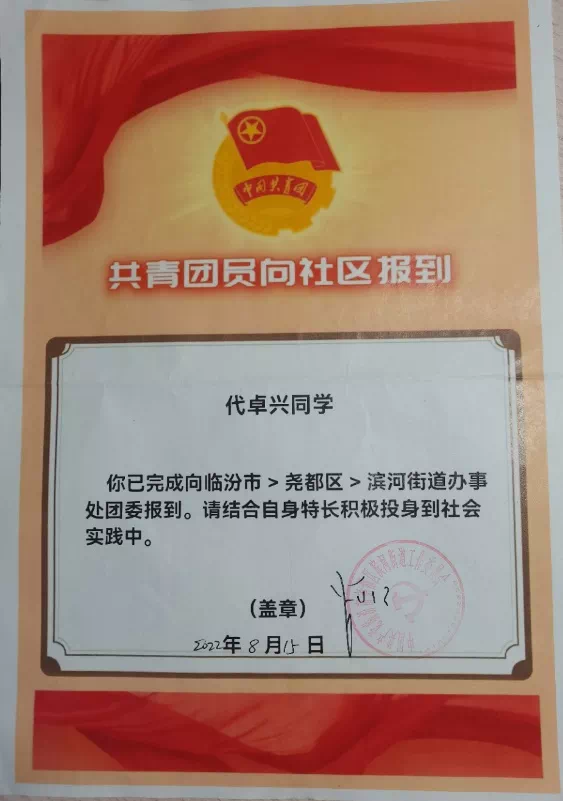 中国共青团
共青团员向社区报到
代卓兴同学
你已完成向临汾市 > 尧都区 > 滨河街道办事
处团委报到。请结合自身特长积极投身到社会
实践中。
（盖章）
2022年8月15日